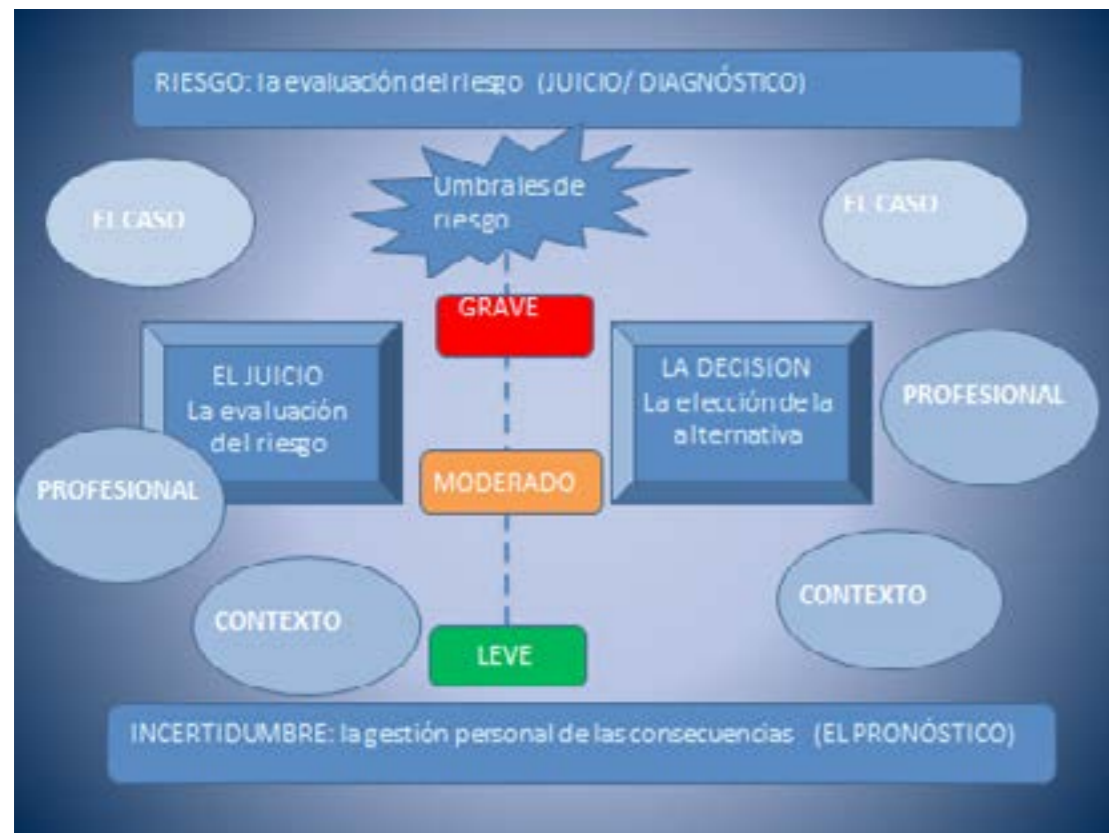 RIESGO: la evaluación del riesgo (JUICIO/ DIAGNÓSTICO)
Umbrales de
riesgo
EL CASO
EL CASO
GRAVE
EL JUICIO
La evaluación
del riesgo
LA DECISION
La elección de la
alternativa
PROFESIONAL
PROFESIONAL
MODERADO
CONTEXTO
CONTEXTO
LEVE
INCERTIDUMBRE: la gestión personal de las consecuencias (EL PRONÓSTICO)